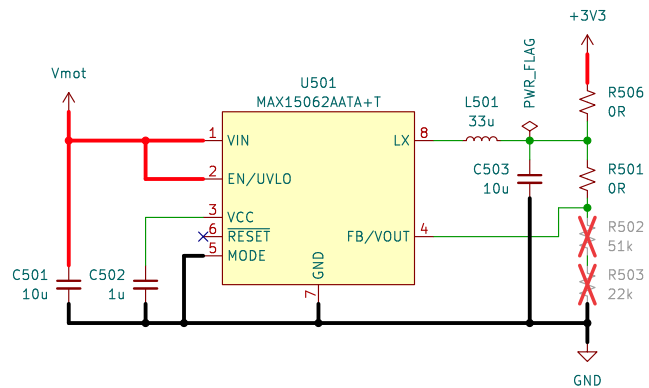 +3V3
Vmot
PWR_FLAG
U501
MAX15062AATA+T
L501
33u
R506
0R
1
VIN
LX
8
2
EN/UVLO
C503
10u
R501
0R
3
VCC
6
RESET
FB/VOUT
4
R502
51k
5
MODE
GND
7
C501
10u
C502
1u
R503
22k
GND